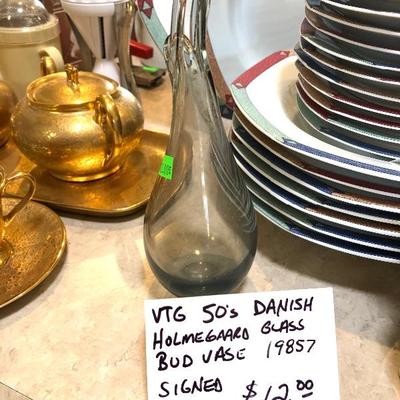 VTG 50's DANISH
HOLMEGAARD GLASS
BUD VASE 19857
SIGNED $12.00